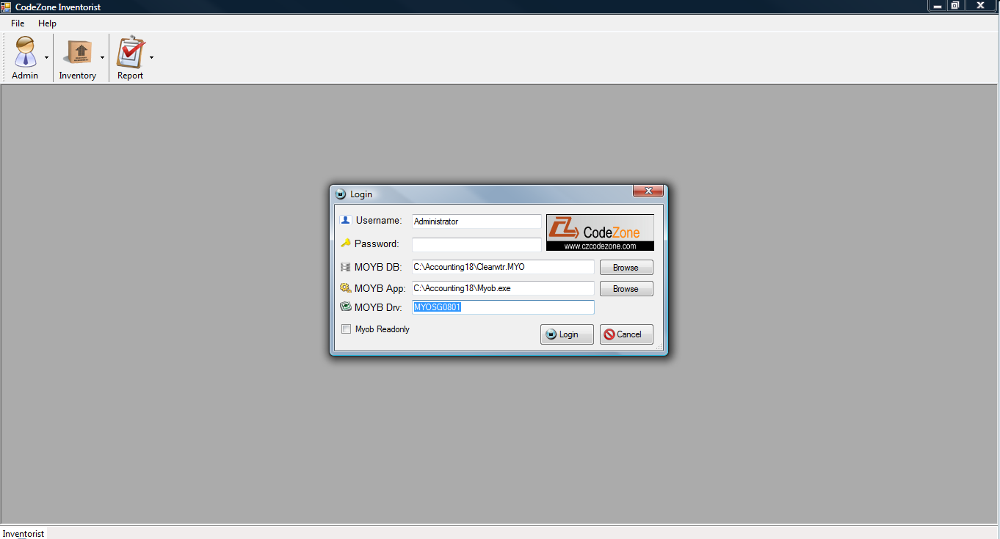 CodeZone Inventorist
File Help
Admin Inventory Report
Login
Username: Administrator
CodeZone
www.czcodezone.com
Password:
MOYB DB: C:\Accounting18\Clearwtr.MYO Browse
MOYB App: C:\Accounting18\Myob.exe Browse
MOYB Drv: MYOSG0801
Myob Readonly
Login Cancel
Inventorist